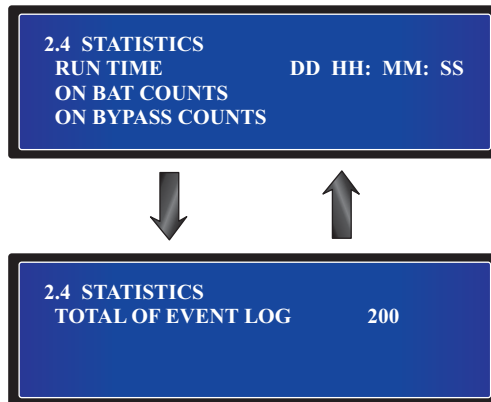 2.4 STATISTICS
RUN TIME DD HH: MM: SS
ON BAT COUNTS
ON BYPASS COUNTS
2.4 STATISTICS
TOTAL OF EVENT LOG 200